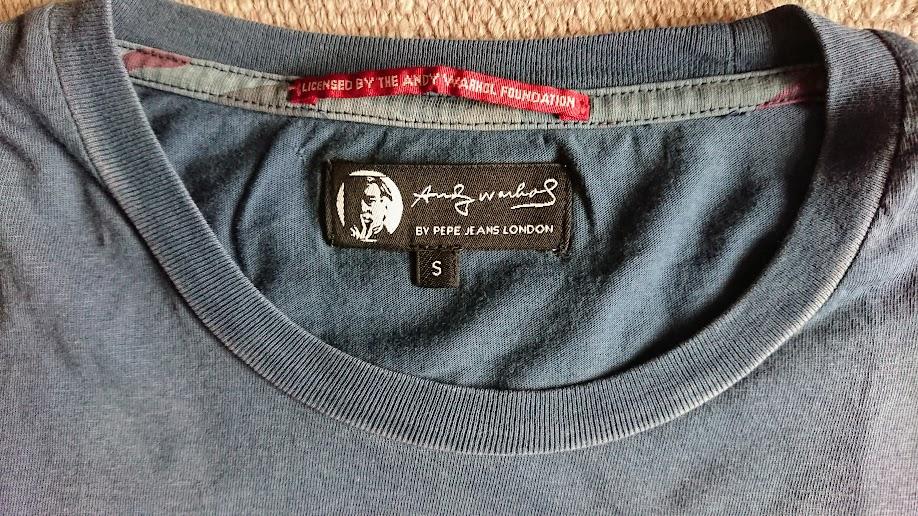 LICENSED BY THE ANDY WARHOL FOUNDATION
Andy Warhol
BY PEPE JEANS LONDON
S